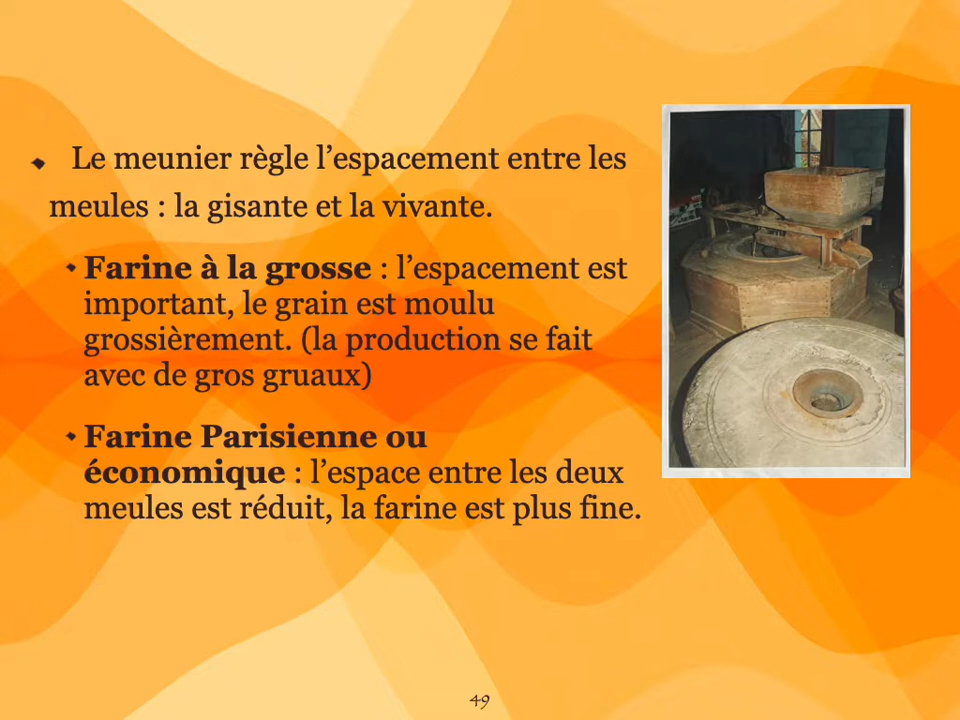 Le meunier règle l’espacement entre les
meules : la gisante et la vivante.
Farine à la grosse : l’espacement est
important, le grain est moulu
grossièrement. (la production se fait
avec de gros gruaux)
Farine Parisienne ou
économique : l’espace entre les deux
meules est réduit, la farine est plus fine.
49